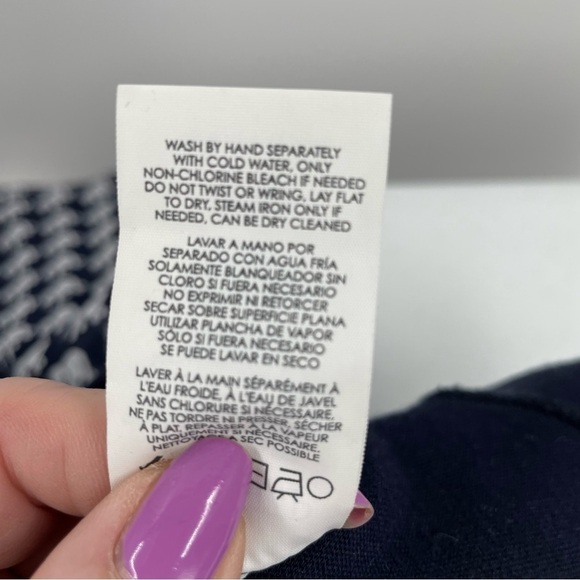 WASH BY HAND SEPARATELY
WITH COLD WATER, ONLY
NON-CHLORINE BLEACH IF NEEDED
DO NOT TWIST OR WRING, LAY FLAT
TO DRY, STEAM IRON ONLY IF
NEEDED, CAN BE DRY CLEANED
LAVAR A MANO POR
SEPARADO CON AGUA FRÍA
SOLAMENTE BLANQUEADOR SIN
CLORO SI FUERA NECESARIO
NO EXPRIMIR NI RETORCER
SECAR SOBRE SUPERFICIE PLANA
UTILIZAR PLANCHA DE VAPOR
SÓLO SI FUERA NECESARIO
SE PUEDE LAVAR EN SECO
LAVER À LA MAIN SÉPARÉMENT À
L'EAU FROIDE, À L'EAU DE JAVEL
SANS CHLORURE SI NÉCESSAIRE.
NE PAS TORDRE NI PRESSER, SÉCHER
À PLAT, REPASSER À LA VAPEUR
UNIQUEMENT SI NÉCESSAIRE.
NETTOYAGE A SEC POSSIBLE